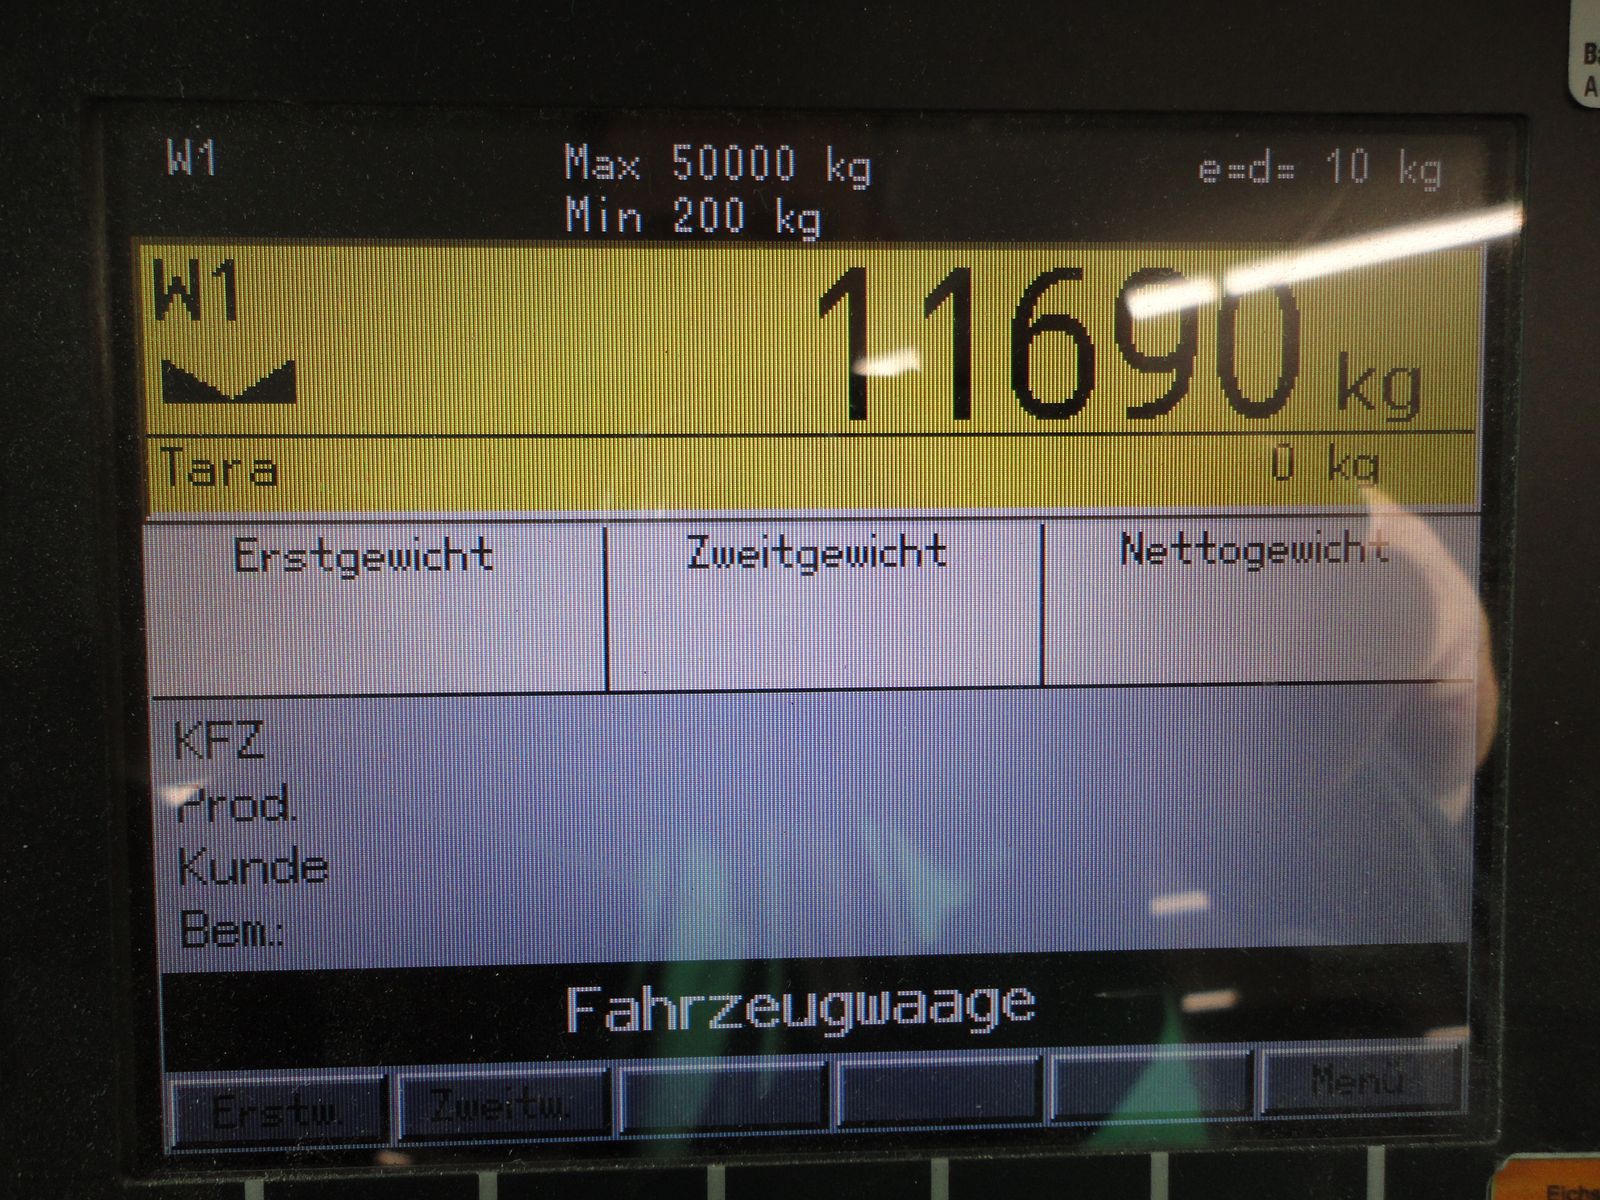 W1 Max 50000 kg e=d= 10 kg
Min 200 kg
W1 11690 kg
Tara 0 kg
Erstgewicht Zweitgewicht Nettogewicht
KFZ
Prod.
Kunde
Bem.:
Fahrzeugwaage
Erstw. Zweitw. Menü